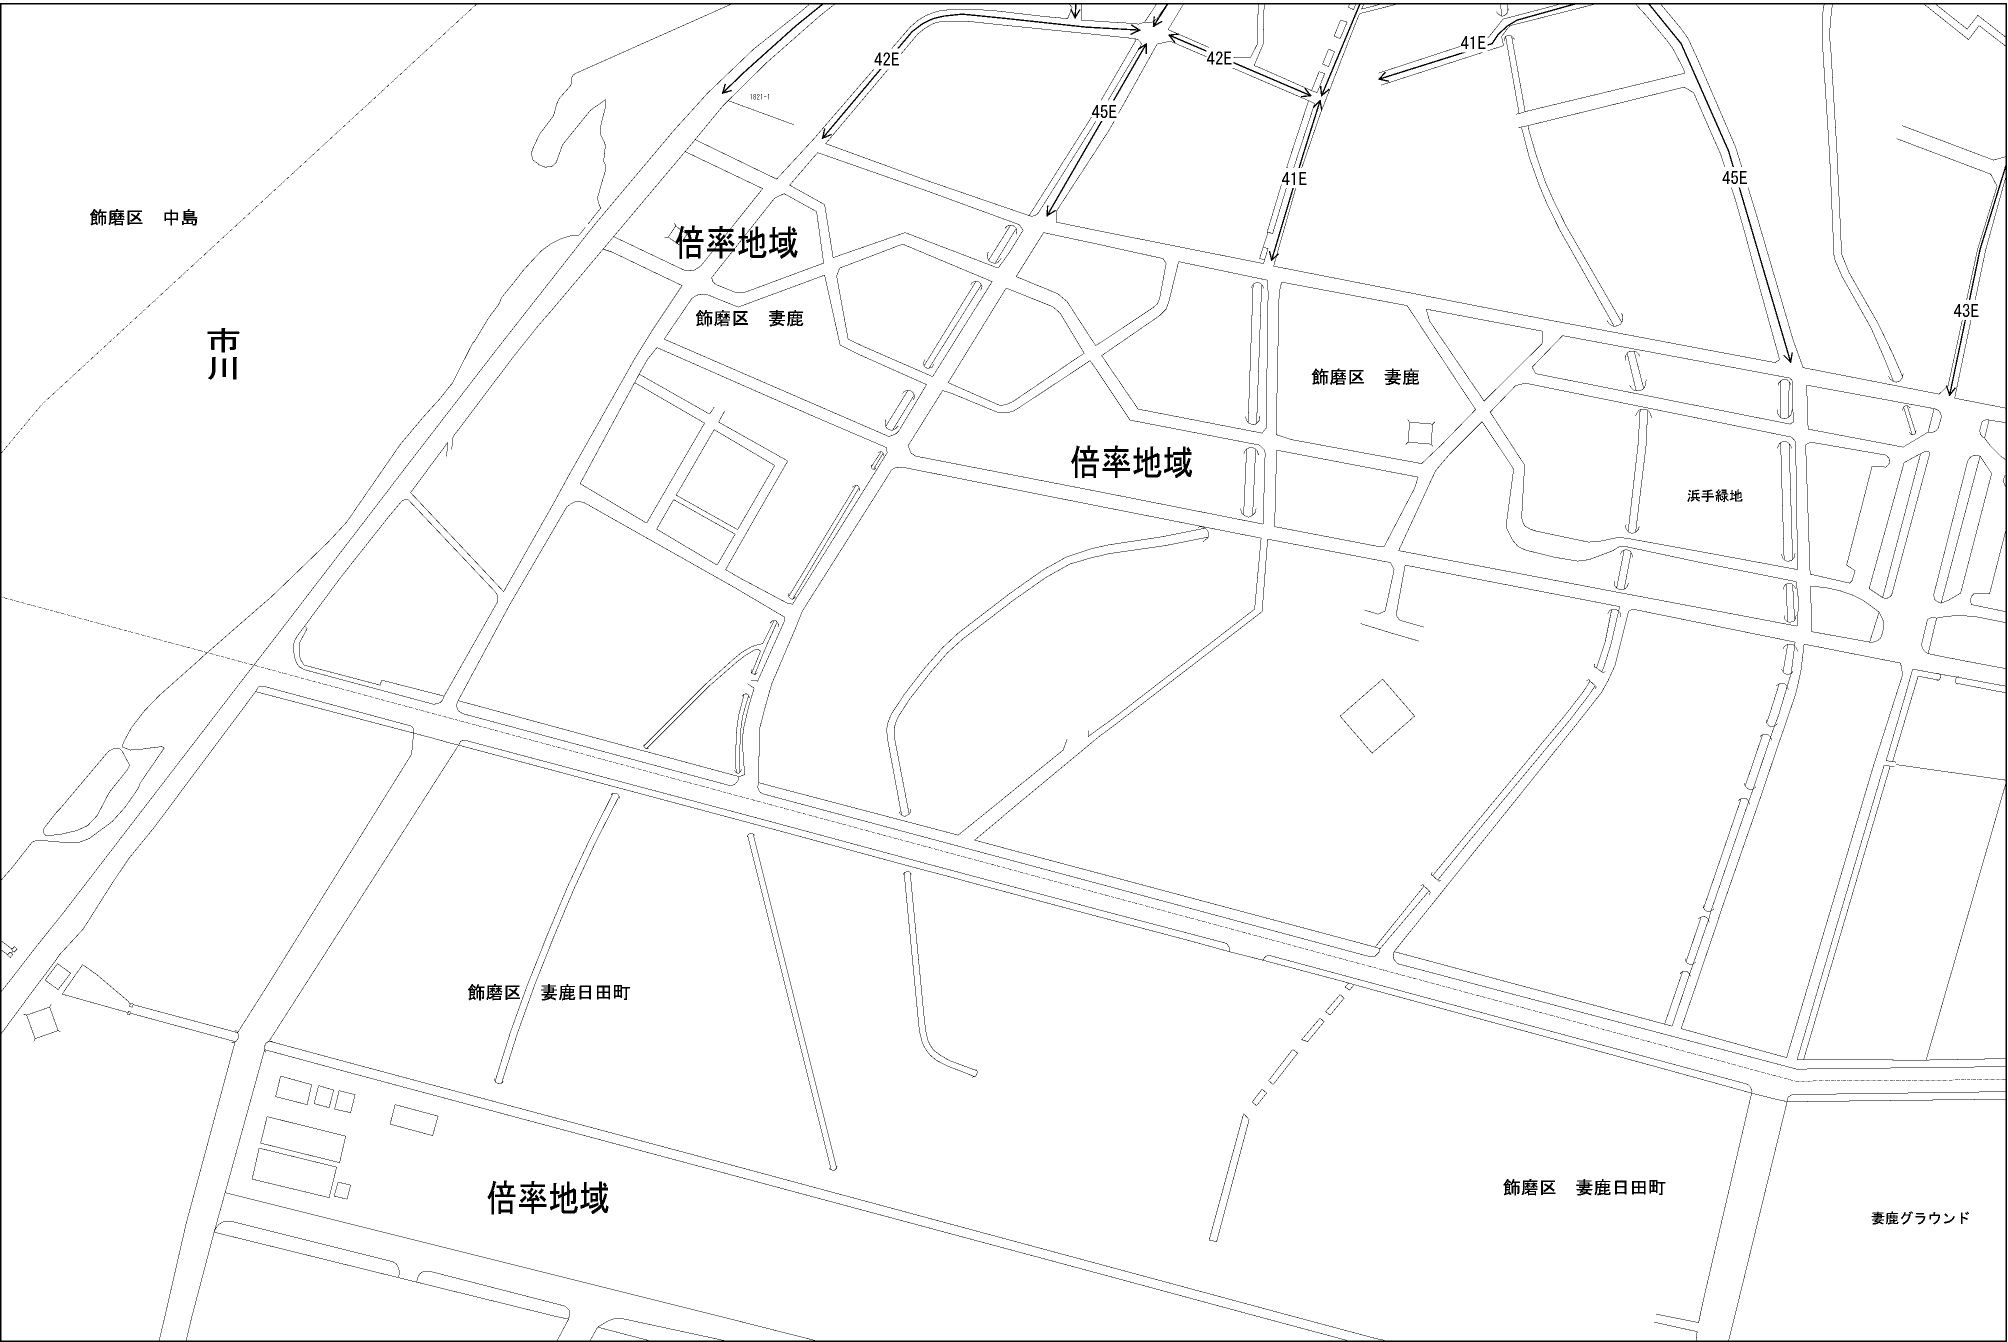 42E
42E
41E
1821-1
45E
41E
45E
飾磨区　中島
倍率地域
43E
飾磨区　妻鹿
市川
飾磨区　妻鹿
倍率地域
浜手緑地
飾磨区　妻鹿日田町
飾磨区　妻鹿日田町
倍率地域
妻鹿グラウンド